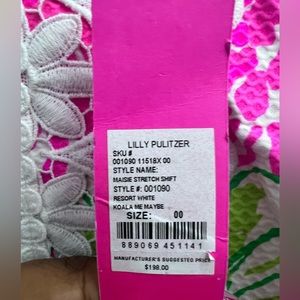 LILLY PULITZER
SKU #
001090 11518X 00
STYLE NAME:
MAISIE STRETCH SHIFT
STYLE #: 001090
RESORT WHITE
KOALA ME MAYBE
SIZE: 00
889069 451141
MANUFACTURER'S SUGGESTED PRICE
$198.00